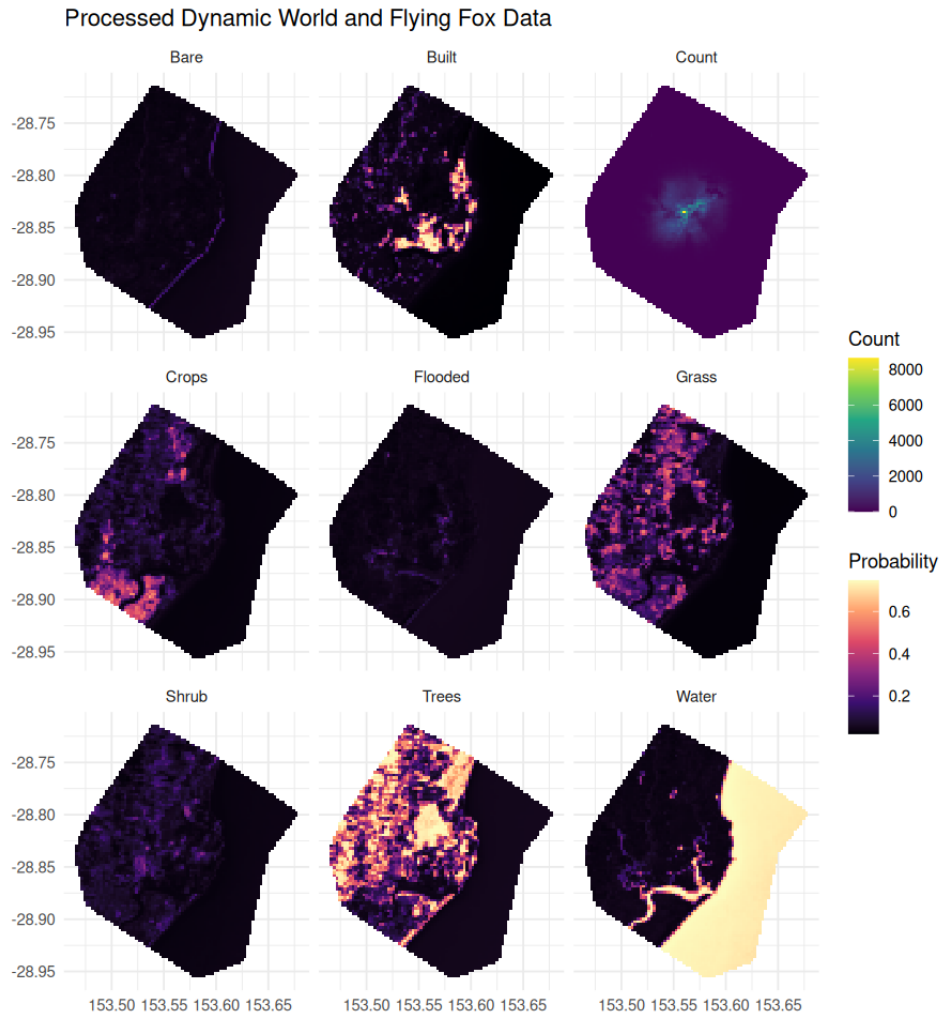 Processed Dynamic World and Flying Fox Data
Bare
Built
Count
-28.75
-28.80
-28.85
-28.90
-28.95
Crops
Flooded
Grass
-28.75
-28.80
-28.85
-28.90
-28.95
Shrub
Trees
Water
-28.75
-28.80
-28.85
-28.90
-28.95
153.50 153.55 153.60 153.65
153.50 153.55 153.60 153.65
153.50 153.55 153.60 153.65
Count
8000
6000
4000
2000
0
Probability
0.6
0.4
0.2